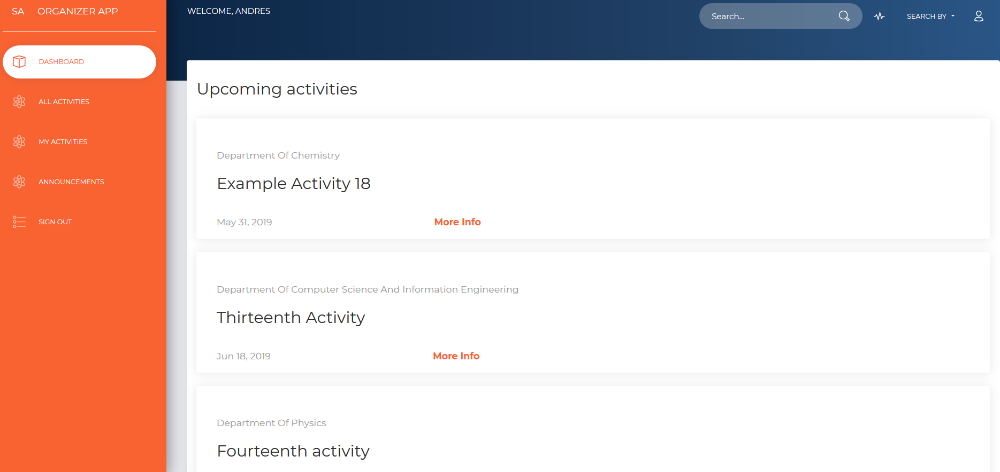 SA ORGANIZER APP
DASHBOARD
ALL ACTIVITIES
MY ACTIVITIES
ANNOUNCEMENTS
SIGN OUT
WELCOME, ANDRES
Search...
SEARCH BY
Upcoming activities
Department Of Chemistry
Example Activity 18
May 31, 2019 More Info
Department Of Computer Science And Information Engineering
Thirteenth Activity
Jun 18, 2019 More Info
Department Of Physics
Fourteenth activity